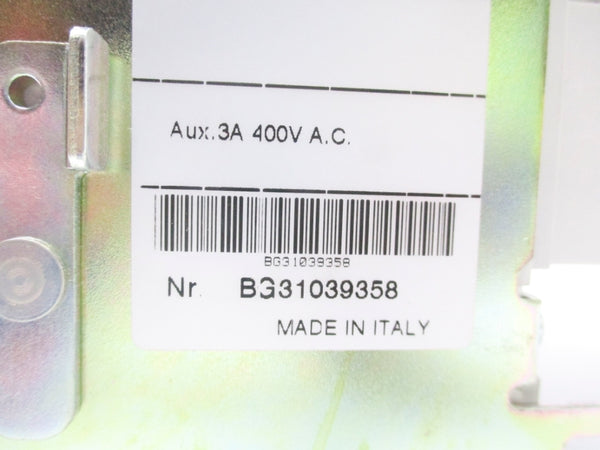 Aux.3A 400V A.C.
BG31039358
Nr. BG31039358
MADE IN ITALY